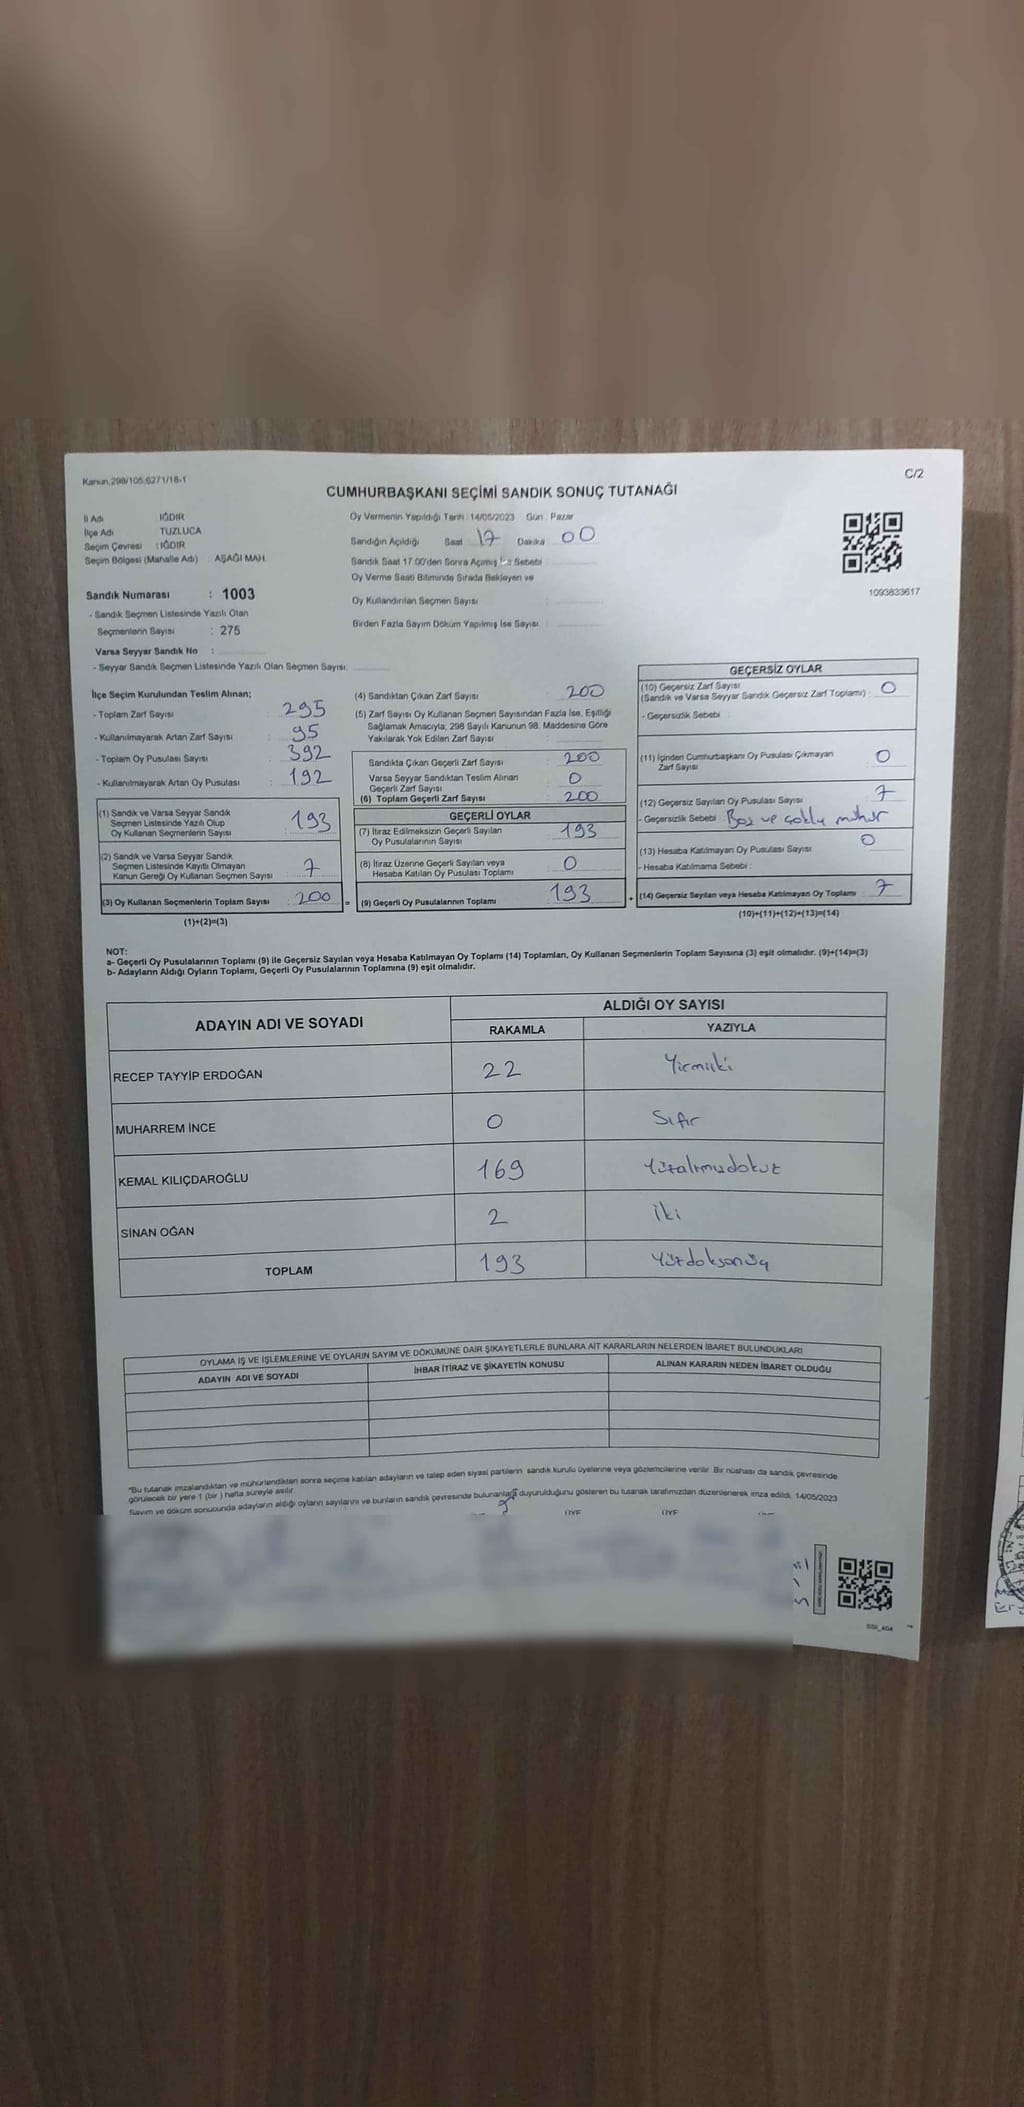 Kanun.298/105,6271/18-1
C/2
CUMHURBAŞKANI SEÇİMİ SANDIK SONUÇ TUTANAĞI
İl Adı IĞDIR
İlçe Adı TUZLUCA
Seçim Çevresi : IĞDIR
Seçim Bölgesi (Mahalle Adı) : AŞAĞI MAH.
Sandık Numarası : 1003
- Sandık Seçmen Listesinde Yazılı Olan
Seçmenlerin Sayısı : 275
Varsa Seyyar Sandık No :
- Seyyar Sandık Seçmen Listesinde Yazılı Olan Seçmen Sayısı:
Oy Vermenin Yapıldığı Tarih : 14/05/2023 Gün : Pazar
Sandığın Açıldığı Saat 17 Dakika 00
Sandık Saat 17.00'den Sonra Açılmış Sebebi
Oy Verme Saati Bitiminde Sırada Bekleyen ve
Oy Kullandırılan Seçmen Sayısı :
Birden Fazla Sayım Döküm Yapılmış İse Sayısı :
1093833617
İlçe Seçim Kurulundan Teslim Alınan;
- Toplam Zarf Sayısı : 295
- Kullanılmayarak Artan Zarf Sayısı : 95
- Toplam Oy Pusulası Sayısı : 392
- Kullanılmayarak Artan Oy Pusulası : 192
(1) Sandık ve Varsa Seyyar Sandık
Seçmen Listesinde Yazılı Olup
Oy Kullanan Seçmenlerin Sayısı : 193
(2) Sandık ve Varsa Seyyar Sandık
Seçmen Listesinde Kayıtlı Olmayan
Kanun Gereği Oy Kullanan Seçmen Sayısı : 7
(3) Oy Kullanan Seçmenlerin Toplam Sayısı : 200 =
(1)+(2)=(3)
(4) Sandıktan Çıkan Zarf Sayısı : 200
(5) Zarf Sayısı Oy Kullanan Seçmen Sayısından Fazla İse, Eşitliği
Sağlamak Amacıyla; 298 Sayılı Kanunun 98. Maddesine Göre
Yakılarak Yok Edilen Zarf Sayısı :
Sandıkta Çıkan Geçerli Zarf Sayısı : 200
Varsa Seyyar Sandıktan Teslim Alınan
Geçerli Zarf Sayısı : 0
(6) Toplam Geçerli Zarf Sayısı : 200
GEÇERLİ OYLAR
(7) İtiraz Edilmeksizin Geçerli Sayılan
Oy Pusulalarının Sayısı : 193
(8) İtiraz Üzerine Geçerli Sayılan veya
Hesaba Katılan Oy Pusulası Toplamı : 0
(9) Geçerli Oy Pusulalarının Toplamı : 193 +
GEÇERSİZ OYLAR
(10) Geçersiz Zarf Sayısı
(Sandık ve Varsa Seyyar Sandık Geçersiz Zarf Toplamı) : 0
- Geçersizlik Sebebi :
(11) İçinden Cumhurbaşkanı Oy Pusulası Çıkmayan
Zarf Sayısı : 0
(12) Geçersiz Sayılan Oy Pusulası Sayısı : 7
- Geçersizlik Sebebi : Boş ve çoklu mühür
(13) Hesaba Katılmayan Oy Pusulası Sayısı : 0
- Hesaba Katılmama Sebebi :
(14) Geçersiz Sayılan veya Hesaba Katılmayan Oy Toplamı : 7
(10)+(11)+(12)+(13)=(14)
NOT:
a- Geçerli Oy Pusulalarının Toplamı (9) ile Geçersiz Sayılan veya Hesaba Katılmayan Oy Toplamı (14) Toplamları, Oy Kullanan Seçmenlerin Toplam Sayısına (3) eşit olmalıdır. (9)+(14)=(3)
b- Adayların Aldığı Oyların Toplamı, Geçerli Oy Pusulalarının Toplamına (9) eşit olmalıdır.
ADAYIN ADI VE SOYADI ALDIĞI OY SAYISI
RAKAMLA YAZIYLA
RECEP TAYYİP ERDOĞAN 22 Yirmiiki
MUHARREM İNCE 0 Sıfır
KEMAL KILIÇDAROĞLU 169 Yüzaltmışdokuz
SİNAN OĞAN 2 İki
TOPLAM 193 Yüzdoksanüç
OYLAMA İŞ VE İŞLEMLERİNE VE OYLARIN SAYIM VE DÖKÜMÜNE DAİR ŞİKAYETLERLE BUNLARA AİT KARARLARIN NELERDEN İBARET BULUNDUKLARI
ADAYIN ADI VE SOYADI İHBAR İTİRAZ VE ŞİKAYETİN KONUSU ALINAN KARARIN NEDEN İBARET OLDUĞU
*Bu tutanak imzalandıktan ve mühürlendikten sonra seçime katılan adayların ve talep eden siyasi partilerin sandık kurulu üyelerine veya gözlemcilerine verilir. Bir nüshası da sandık çevresinde
görülecek bir yere 1 (bir) hafta süreyle asılır.
Sayım ve döküm sonucunda adayların aldığı oyların sayılarını ve bunların sandık çevresinde bulunanlara duyurulduğunu gösteren bu tutanak tarafımızdan düzenlenerek imza edildi. 14/05/2023
ÜYE ÜYE